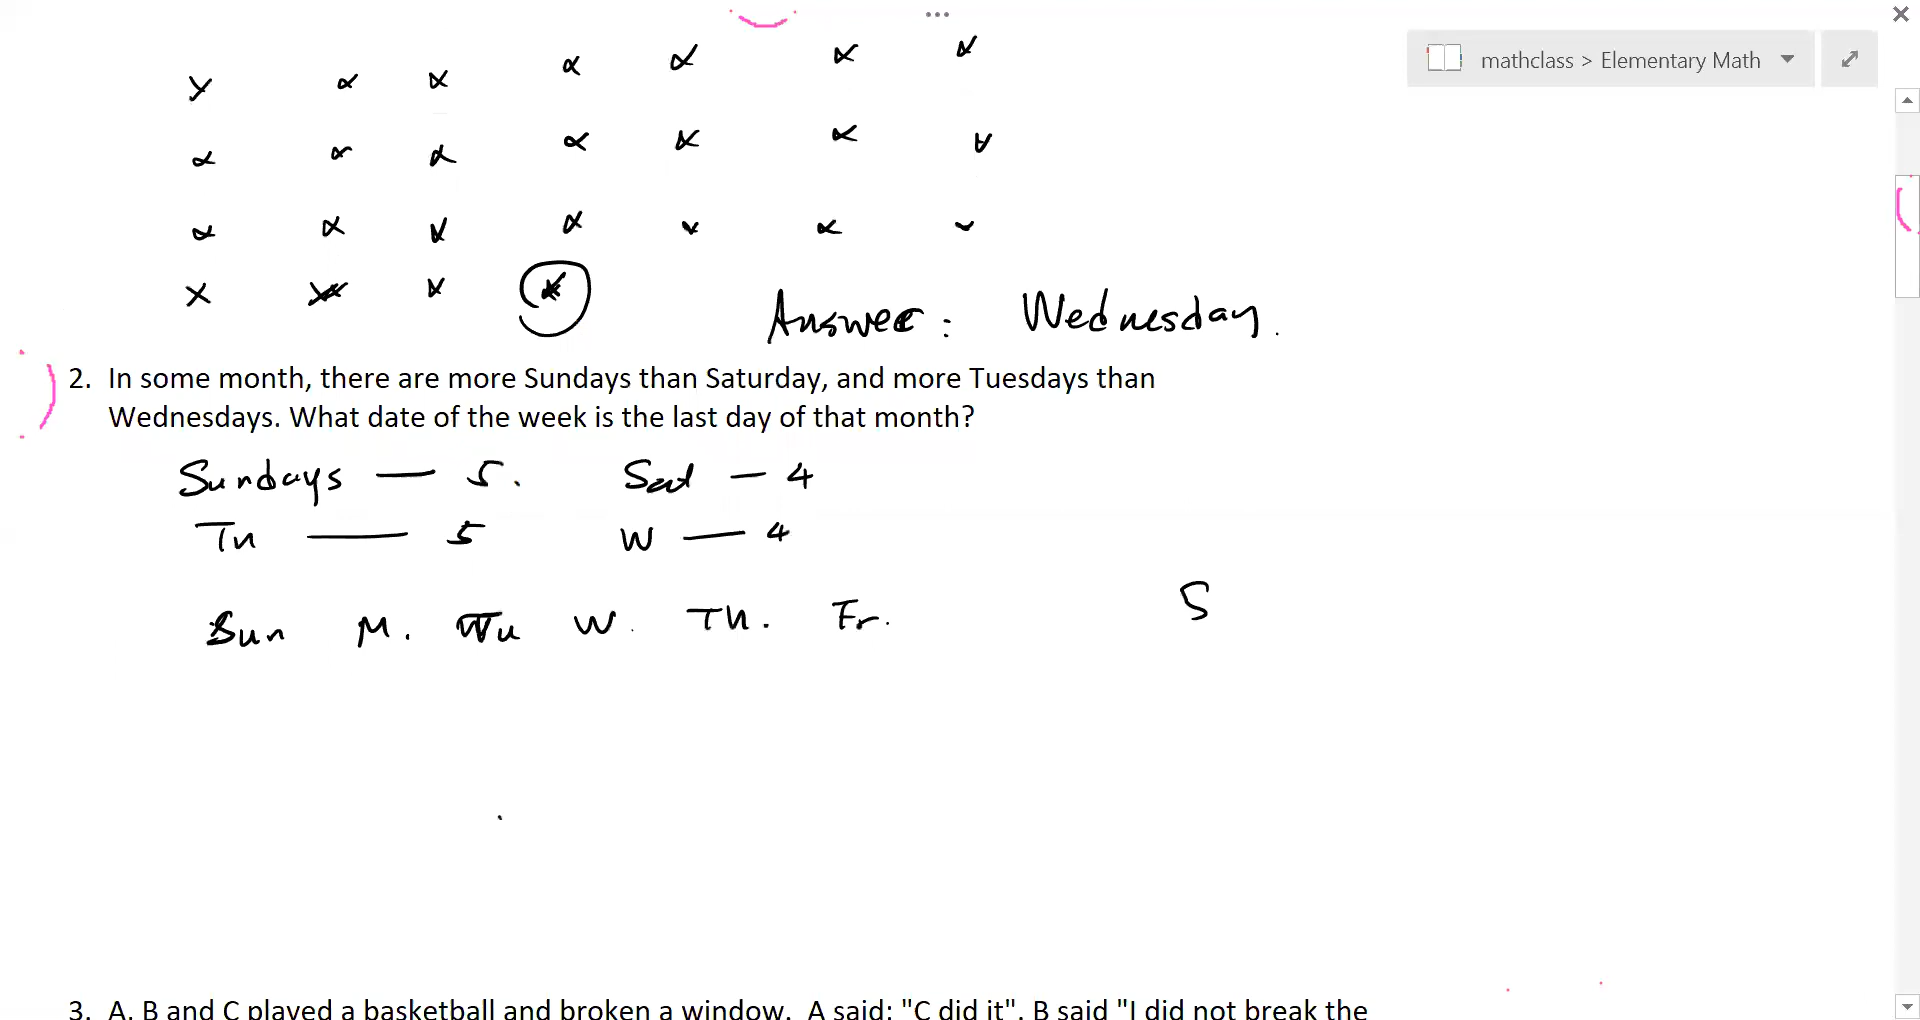 mathclass > Elementary Math
Answer: Wednesday.
2. In some month, there are more Sundays than Saturday, and more Tuesdays than
Wednesdays. What date of the week is the last day of that month?
Sundays — 5. Sat — 4
Tu — 5 W — 4
Sun M. Tu W. Th. Fr. S
3. A, B and C played a basketball and broken a window. A said: "C did it". B said "I did not break the